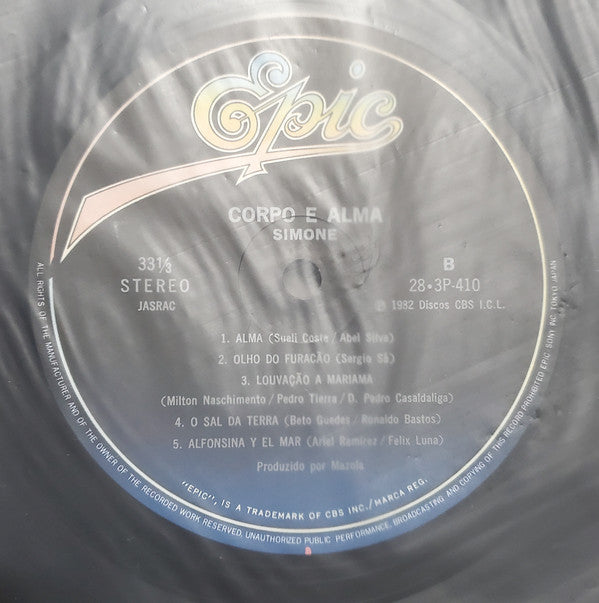 Epic
CORPO E ALMA
SIMONE
33⅓
STEREO
JASRAC
B
28・3P-410
℗ 1982 Discos CBS I.C.L.
1. ALMA (Sueli Costa / Abel Silva)
2. OLHO DO FURACÃO (Sergio Sá)
3. LOUVAÇÃO A MARIAMA
(Milton Naschimento / Pedro Tierra / D. Pedro Casaldaliga)
4. O SAL DA TERRA (Beto Guedes / Ronaldo Bastos)
5. ALFONSINA Y EL MAR (Ariel Ramirez / Felix Luna)
Produzido por Mazola
"EPIC", IS A TRADEMARK OF CBS INC./MARCA REG.
ALL RIGHTS OF THE MANUFACTURER AND OF THE OWNER OF THE RECORDED WORK RESERVED, UNAUTHORIZED PUBLIC PERFORMANCE, BROADCASTING AND COPYING OF THIS RECORD PROHIBITED EPIC SONY INC. TOKYO JAPAN